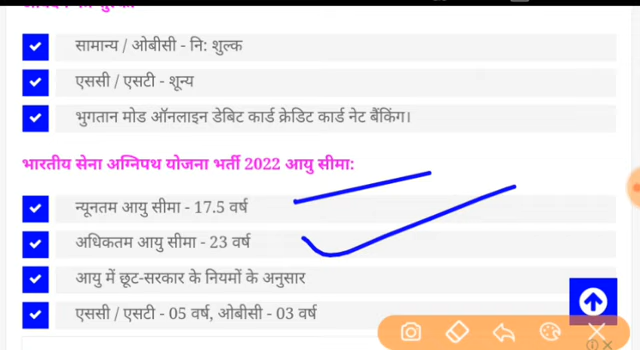 सामान्य / ओबीसी - नि: शुल्क
एससी / एसटी - शून्य
भुगतान मोड ऑनलाइन डेबिट कार्ड क्रेडिट कार्ड नेट बैंकिंग।
भारतीय सेना अग्निपथ योजना भर्ती 2022 आयु सीमा:
न्यूनतम आयु सीमा - 17.5 वर्ष
अधिकतम आयु सीमा - 23 वर्ष
आयु में छूट-सरकार के नियमों के अनुसार
एससी / एसटी - 05 वर्ष, ओबीसी - 03 वर्ष